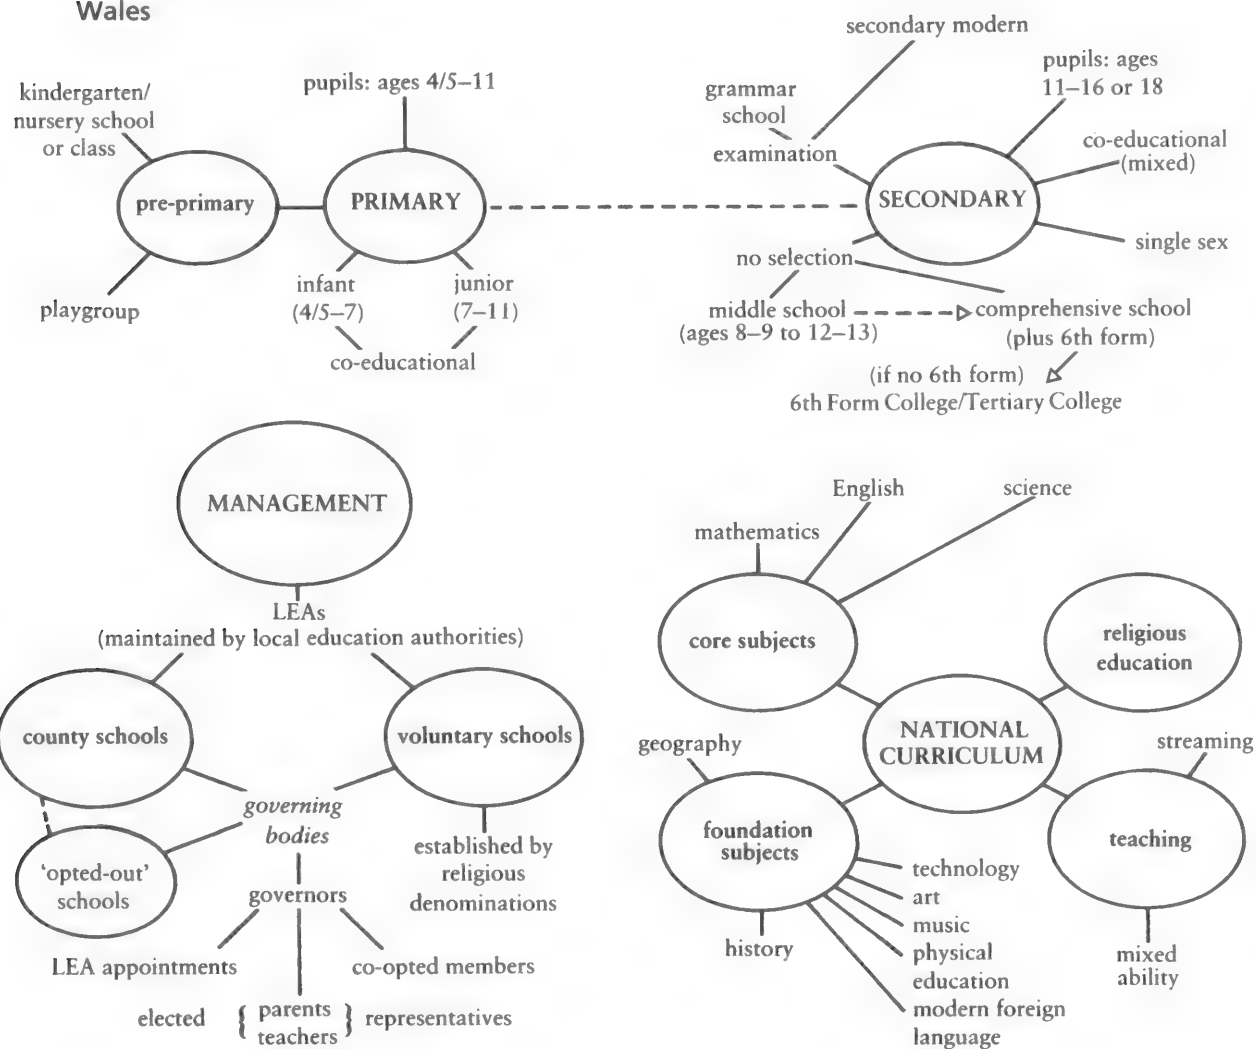 Wales
kindergarten/
nursery school
or class
pupils: ages 4/5–11
pre-primary
PRIMARY
playgroup
infant
(4/5–7)
junior
(7–11)
co-educational
secondary modern
grammar
school
examination
pupils: ages
11–16 or 18
co-educational
(mixed)
SECONDARY
single sex
no selection
middle school
(ages 8–9 to 12–13)
comprehensive school
(plus 6th form)
(if no 6th form)
6th Form College/Tertiary College
MANAGEMENT
LEAs
(maintained by local education authorities)
county schools
voluntary schools
governing
bodies
'opted-out'
schools
established by
religious
denominations
governors
LEA appointments
co-opted members
elected { parents } representatives
teachers
English
science
mathematics
core subjects
religious
education
NATIONAL
CURRICULUM
geography
streaming
foundation
subjects
teaching
technology
art
music
physical
education
modern foreign
language
history
mixed
ability